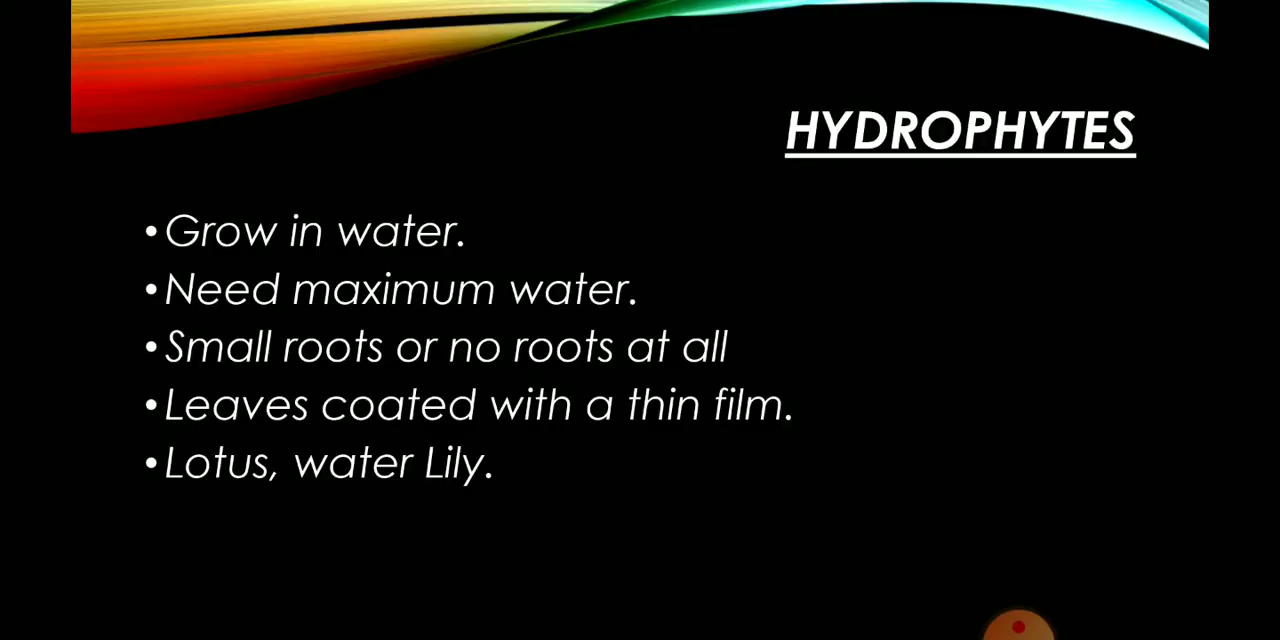 HYDROPHYTES
•Grow in water.
•Need maximum water.
•Small roots or no roots at all
•Leaves coated with a thin film.
•Lotus, water Lily.